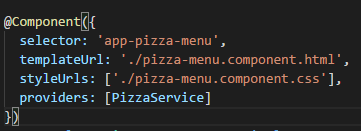 @Component({
  selector: 'app-pizza-menu',
  templateUrl: './pizza-menu.component.html',
  styleUrls: ['./pizza-menu.component.css'],
  providers: [PizzaService]
})